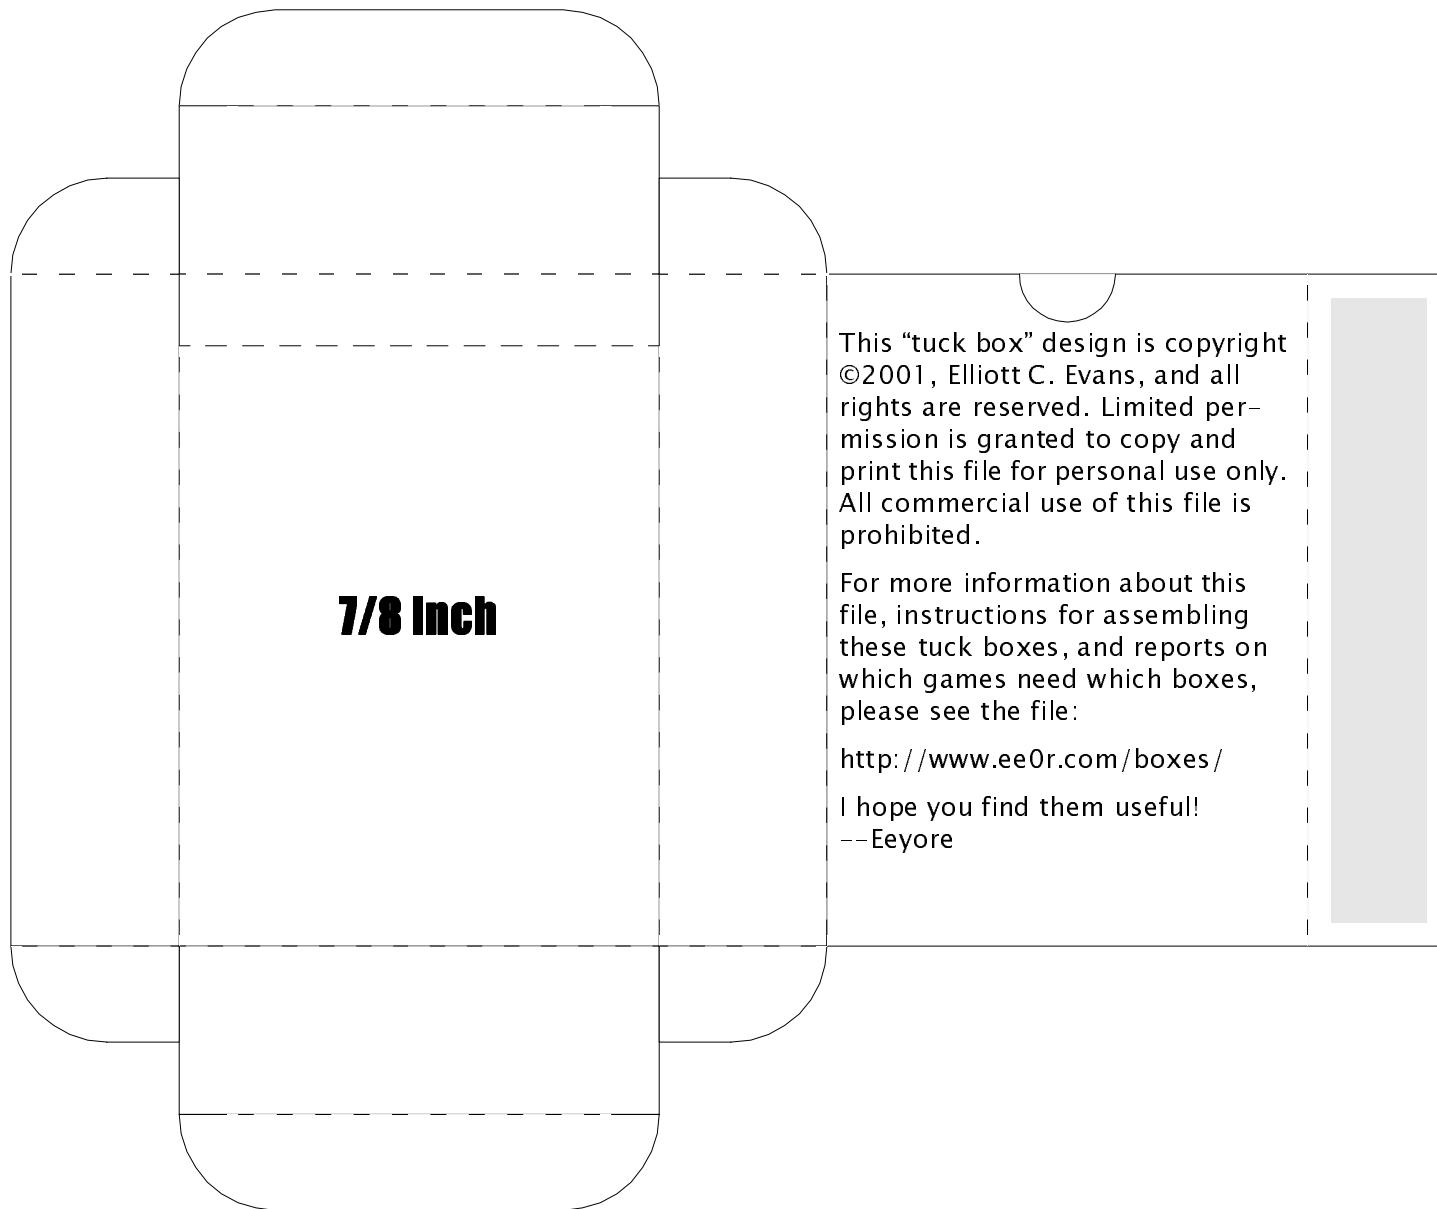 7/8 Inch
This “tuck box” design is copyright
©2001, Elliott C. Evans, and all
rights are reserved. Limited per-
mission is granted to copy and
print this file for personal use only.
All commercial use of this file is
prohibited.
For more information about this
file, instructions for assembling
these tuck boxes, and reports on
which games need which boxes,
please see the file:
http://www.ee0r.com/boxes/
I hope you find them useful!
--Eeyore